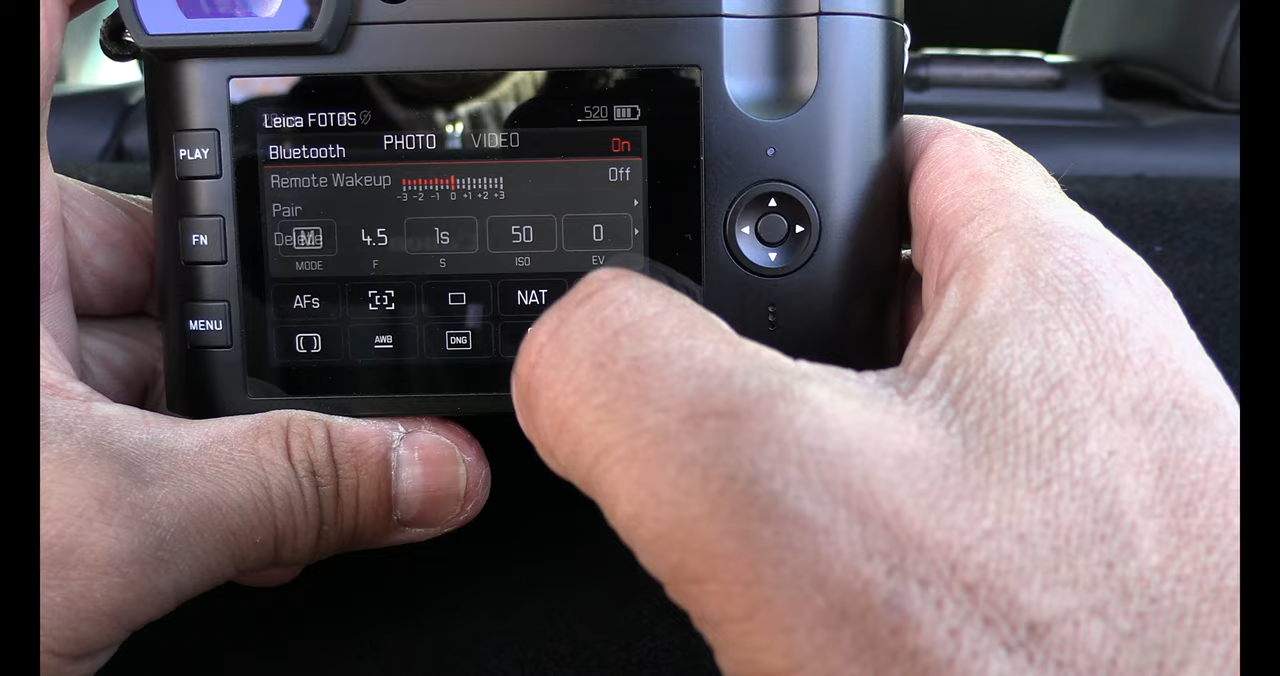 Leica FOTOS 520
PHOTO VIDEO
Bluetooth On
Remote Wakeup Off
-3 -2 -1 0 +1 +2 +3
Pair
Delete
M 4.5 1s 50 0
MODE F S ISO EV
AFs NAT
AWB DNG
PLAY
FN
MENU